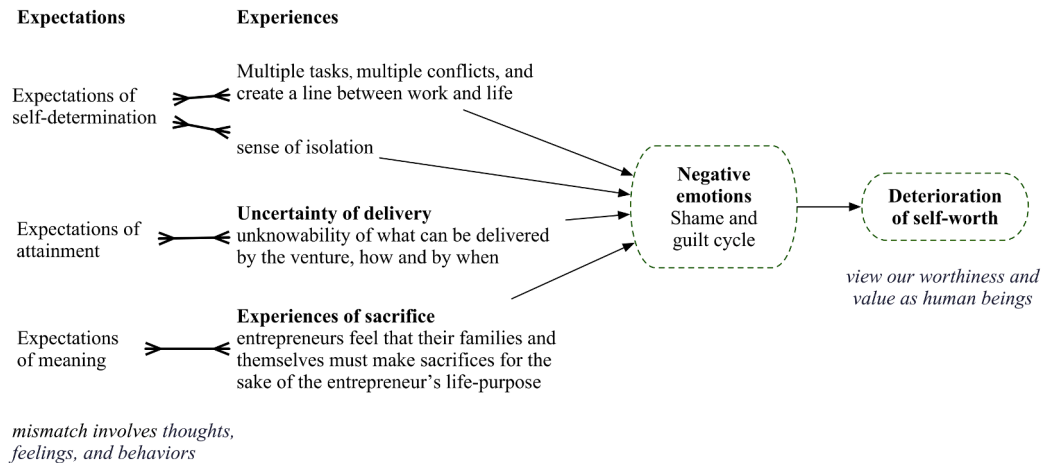 Expectations
Experiences
Expectations of
self-determination
Multiple tasks, multiple conflicts, and
create a line between work and life
sense of isolation
Expectations of
attainment
Uncertainty of delivery
unknowability of what can be delivered
by the venture, how and by when
Expectations
of meaning
Experiences of sacrifice
entrepreneurs feel that their families and
themselves must make sacrifices for the
sake of the entrepreneur's life-purpose
mismatch involves thoughts,
feelings, and behaviors
Negative
emotions
Shame and
guilt cycle
Deterioration
of self-worth
view our worthiness and
value as human beings